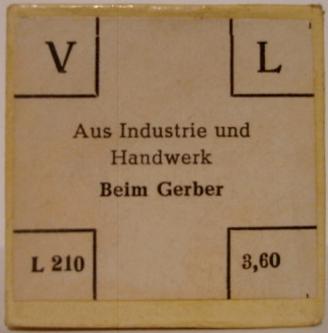 V L
Aus Industrie und
Handwerk
Beim Gerber
L 210 3,60